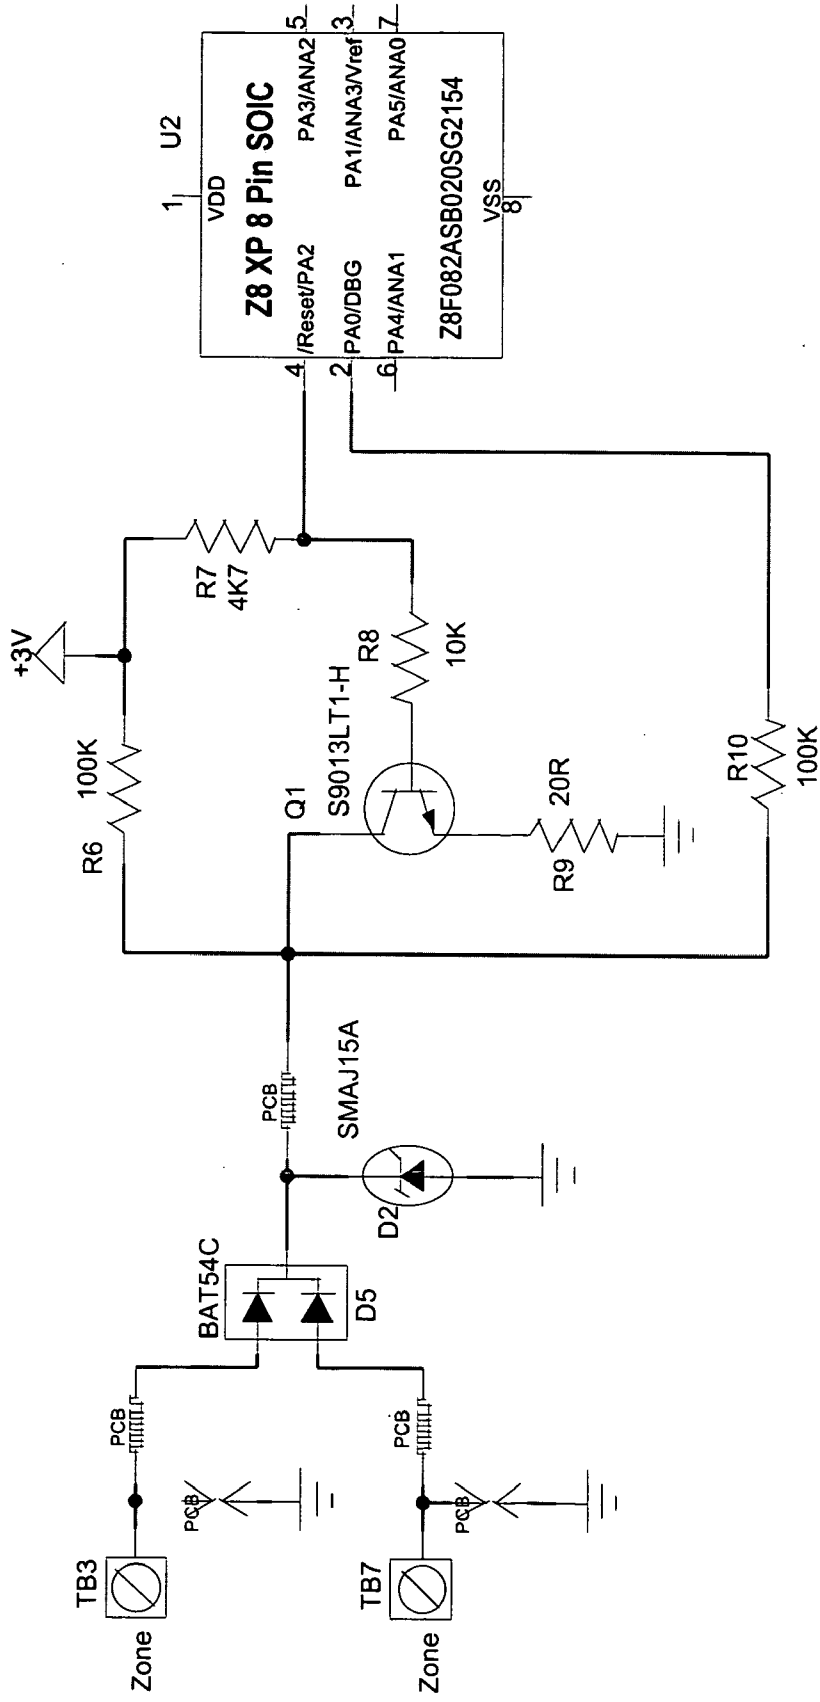 U2
1
VDD
Z8 XP 8 Pin SOIC
4
/Reset/PA2
PA3/ANA2
5
2
PA0/DBG
PA1/ANA3/Vref
3
6
PA4/ANA1
PA5/ANA0
7
Z8F082ASB020SG2154
VSS
8
+3V
R7
4K7
100K
R6
R8
10K
Q1
S9013LT1-H
20R
R9
R10
100K
PCB
SMAJ15A
D2
BAT54C
D5
PCB
PCB
TB3
Zone
PCB
PCB
TB7
Zone